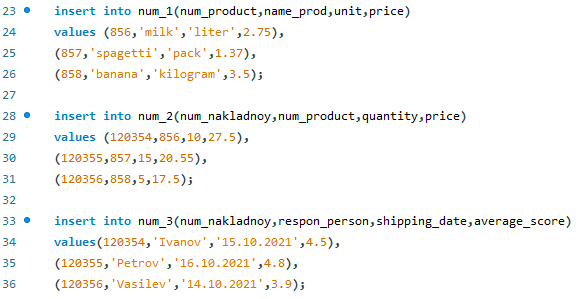 23 insert into num_1(num_product,name_prod,unit,price)
24 values (856,'milk','liter',2.75),
25 (857,'spagetti','pack',1.37),
26 (858,'banana','kilogram',3.5);
27
28 insert into num_2(num_nakladnoy,num_product,quantity,price)
29 values (120354,856,10,27.5),
30 (120355,857,15,20.55),
31 (120356,858,5,17.5);
32
33 insert into num_3(num_nakladnoy,respon_person,shipping_date,average_score)
34 values(120354,'Ivanov','15.10.2021',4.5),
35 (120355,'Petrov','16.10.2021',4.8),
36 (120356,'Vasilev','14.10.2021',3.9);